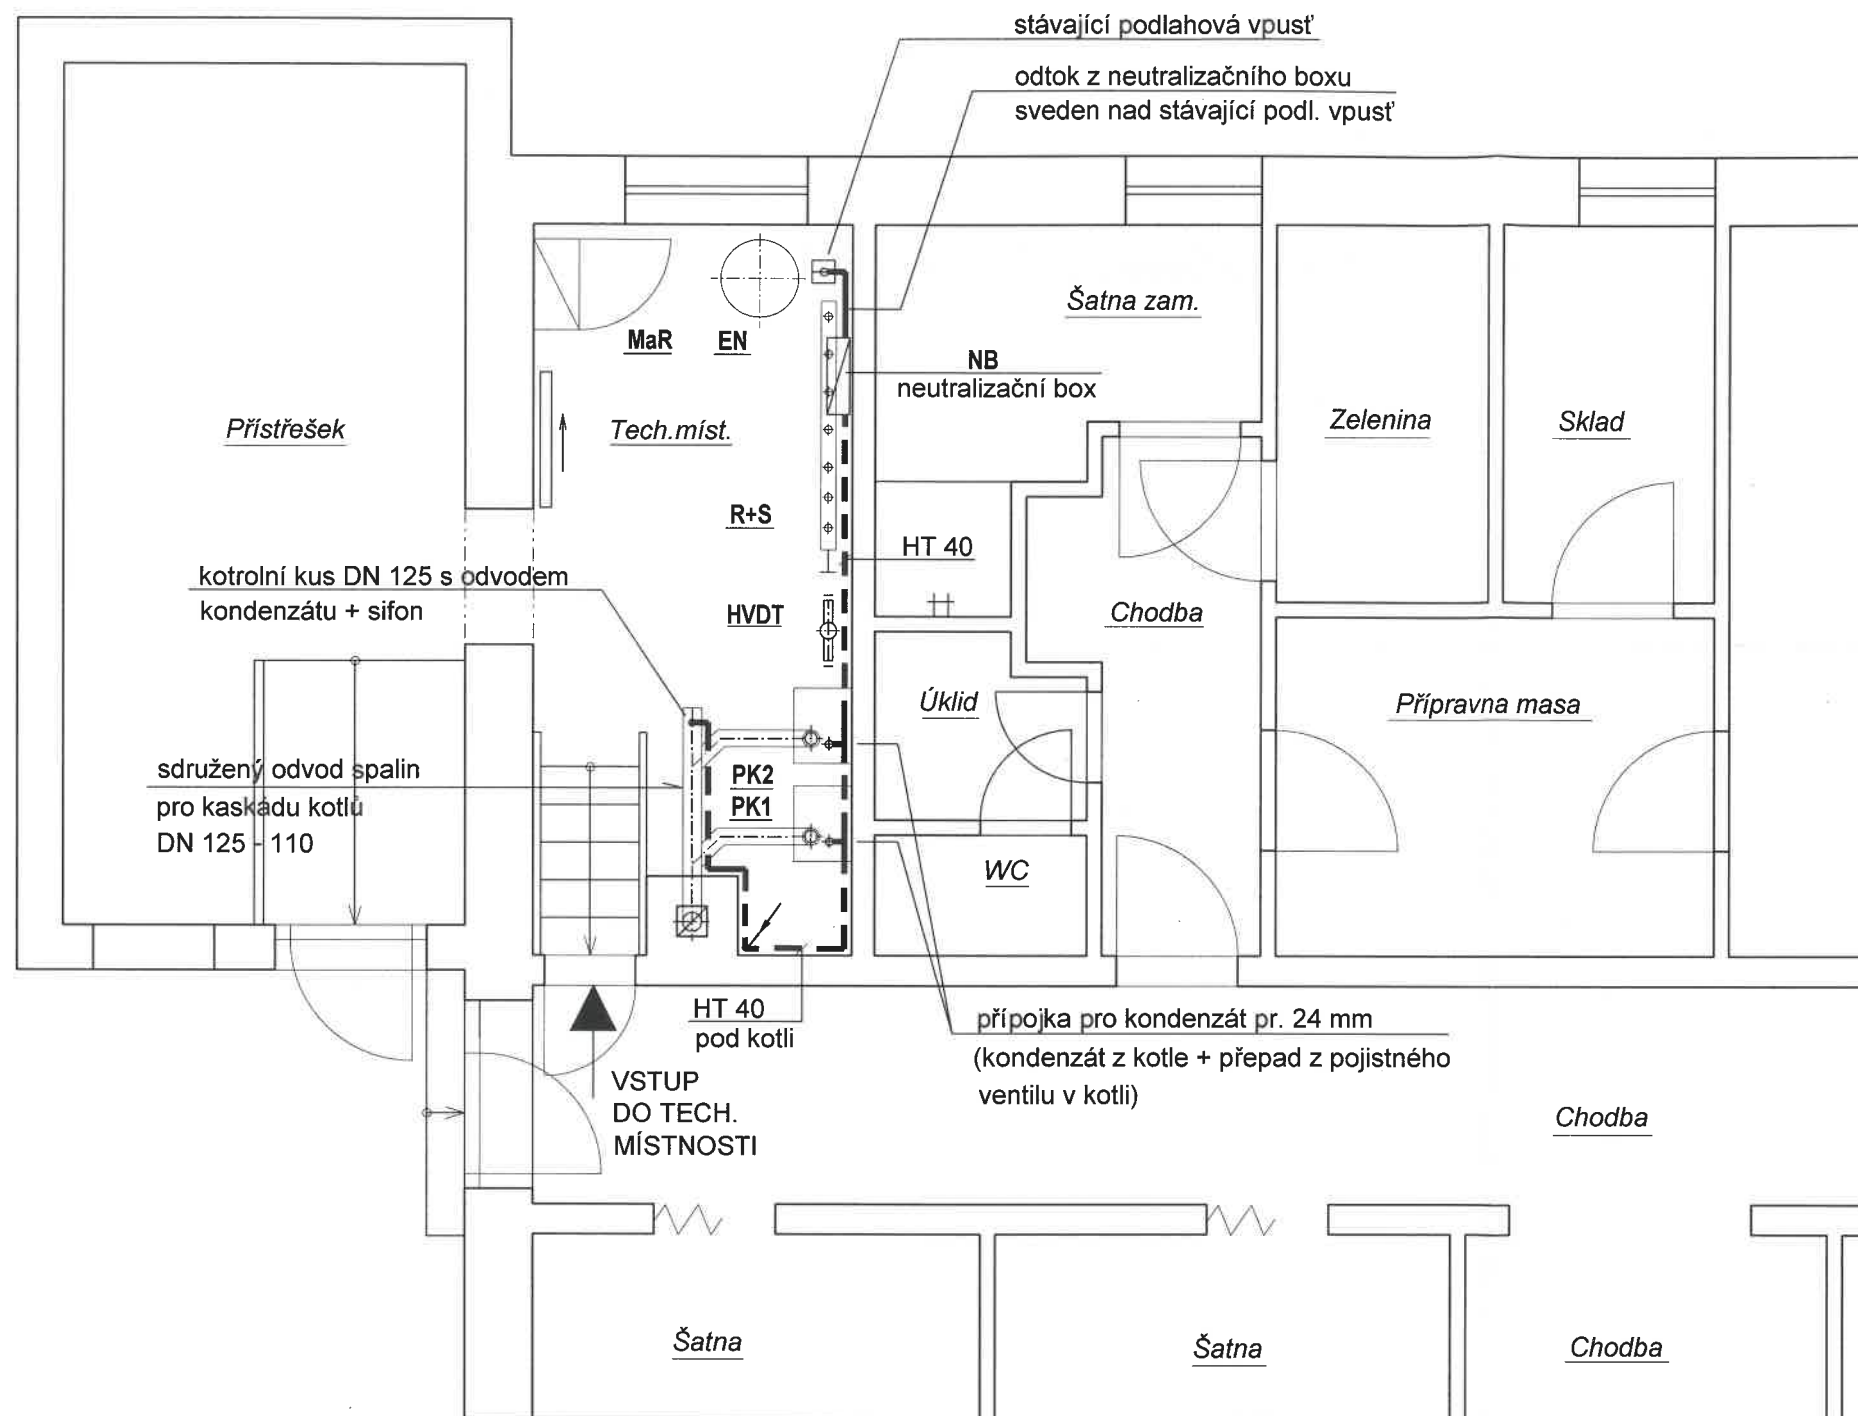 stávající podlahová vpusť
odtok z neutralizačního boxu
sveden nad stávající podl. vpusť
Šatna zam.
MaR
EN
NB
neutralizační box
Přístřešek
Tech.míst.
Zelenina
Sklad
R+S
HT 40
kotrolní kus DN 125 s odvodem
kondenzátu + sifon
HVDT
Chodba
Úklid
Přípravna masa
sdružený odvod spalin
pro kaskádu kotlů
DN 125 - 110
PK2
PK1
WC
HT 40
pod kotli
přípojka pro kondenzát pr. 24 mm
(kondenzát z kotle + přepad z pojistného
ventilu v kotli)
VSTUP
DO TECH.
MÍSTNOSTI
Chodba
Šatna
Šatna
Chodba